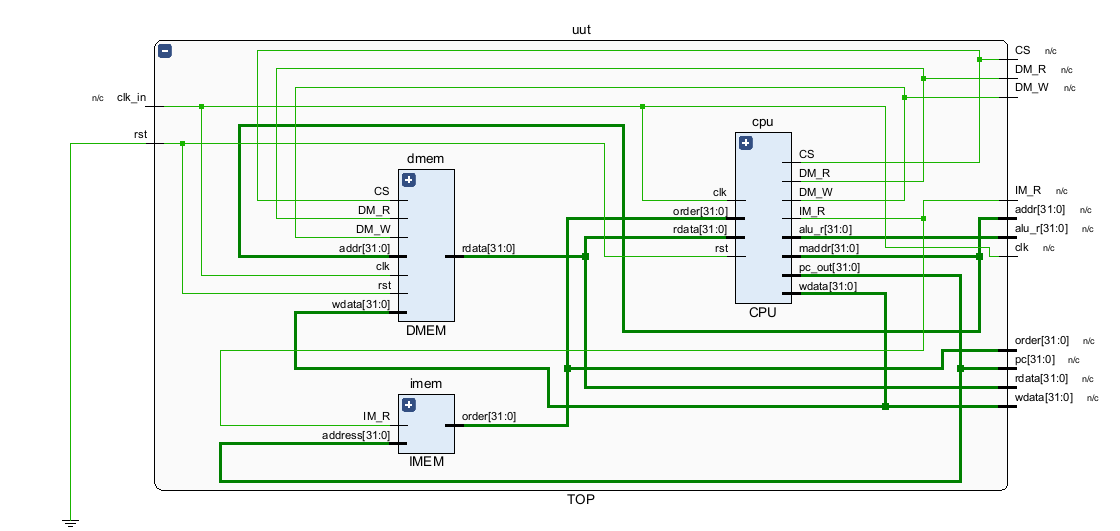 uut
n/c clk_in
rst
CS n/c
DM_R n/c
DM_W n/c
IM_R n/c
addr[31:0] n/c
alu_r[31:0] n/c
clk n/c
order[31:0] n/c
pc[31:0] n/c
rdata[31:0] n/c
wdata[31:0] n/c
dmem
CS
DM_R
DM_W
addr[31:0]
clk
rst
wdata[31:0]
rdata[31:0]
DMEM
cpu
clk
order[31:0]
rdata[31:0]
rst
CS
DM_R
DM_W
IM_R
alu_r[31:0]
maddr[31:0]
pc_out[31:0]
wdata[31:0]
CPU
imem
IM_R
address[31:0]
order[31:0]
IMEM
TOP